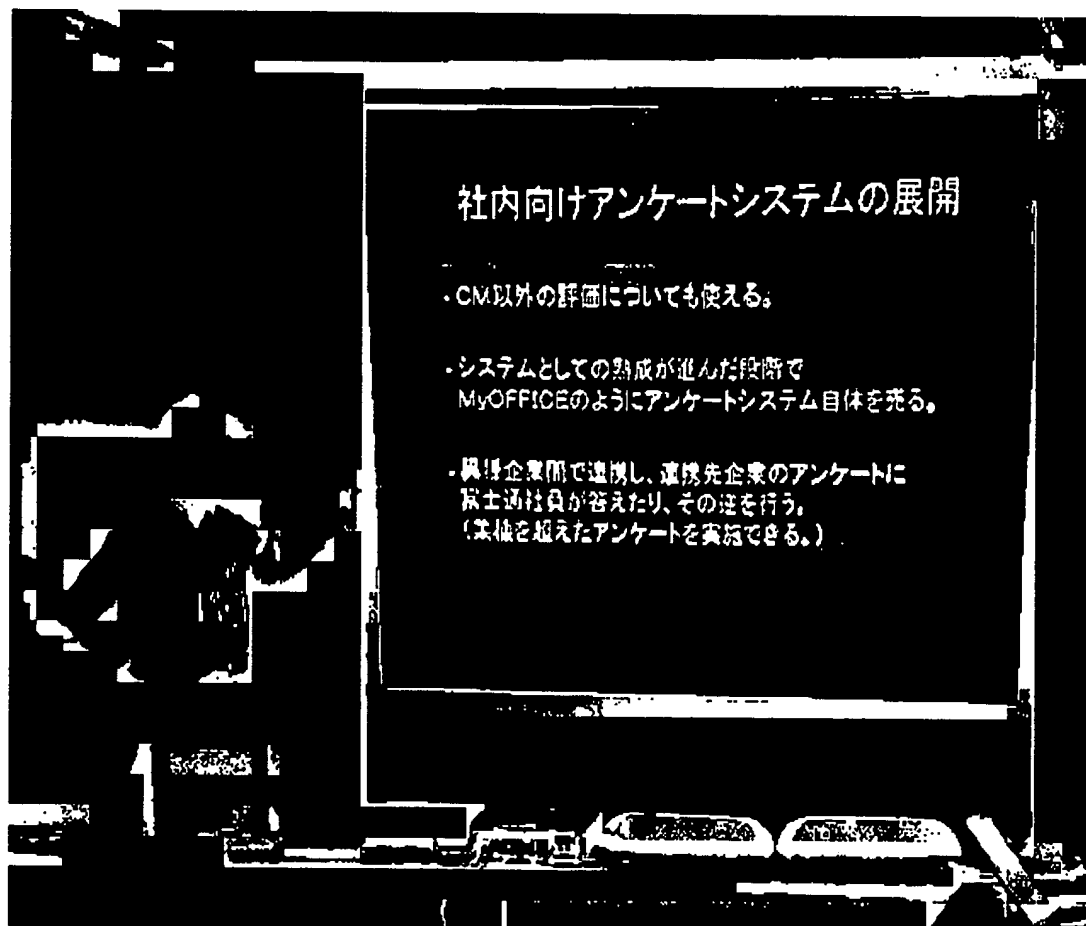 社内向けアンケートシステムの展開
・CM以外の評価についても使える。
・システムとしての熟成が進んだ段階で
MyOFFICEのようにアンケートシステム自体を売る。
・異種企業間で連携し、連携先企業のアンケートに
富士通社員が答えたり、その逆を行う。
(業種を超えたアンケートを実施できる。)